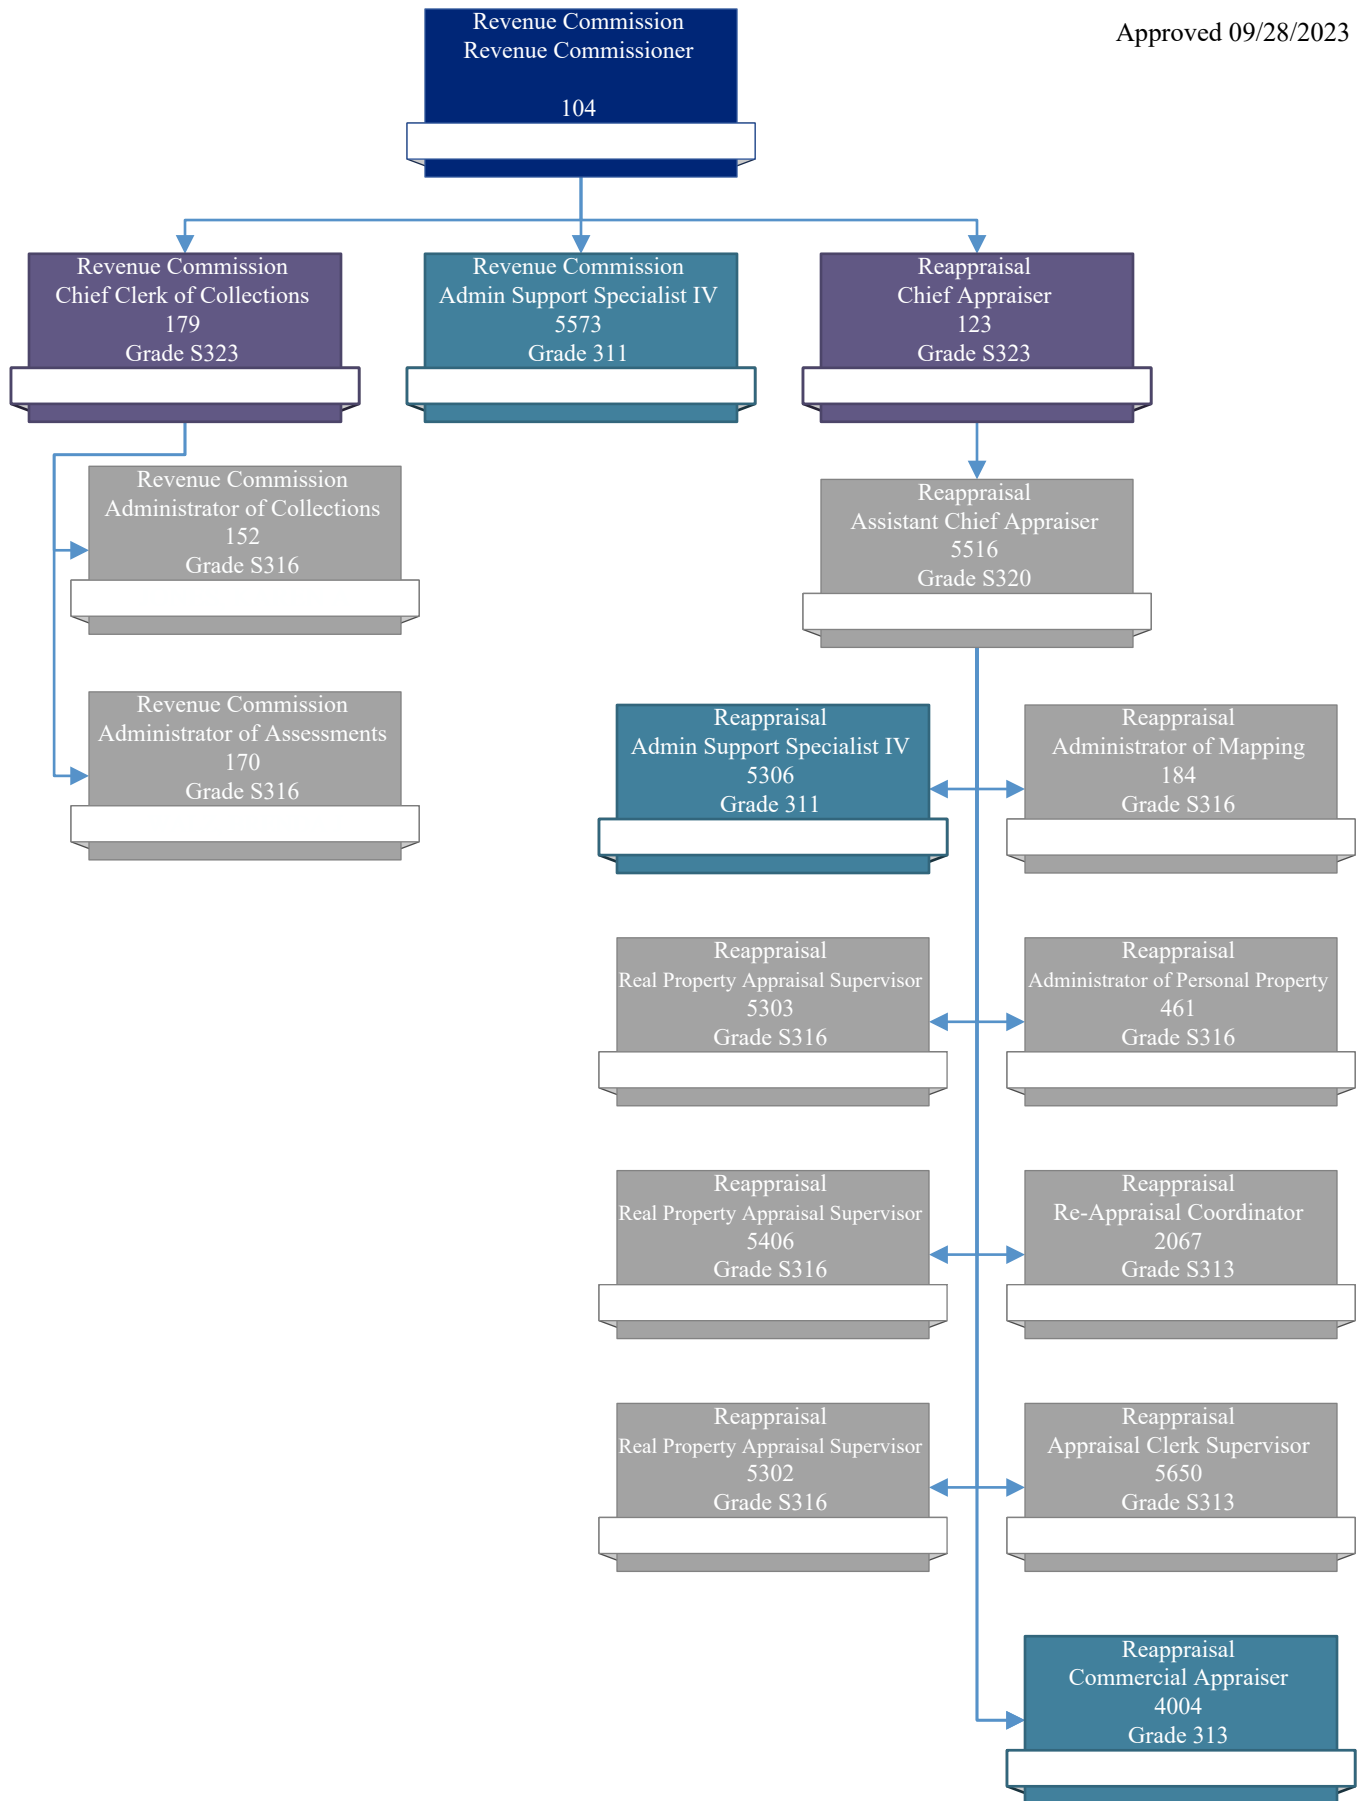 Revenue Commission
Revenue Commissioner
104
Approved 09/28/2023
Revenue Commission
Chief Clerk of Collections
179
Grade S323
Revenue Commission
Admin Support Specialist IV
5573
Grade 311
Reappraisal
Chief Appraiser
123
Grade S323
Revenue Commission
Administrator of Collections
152
Grade S316
Reappraisal
Assistant Chief Appraiser
5516
Grade S320
Revenue Commission
Administrator of Assessments
170
Grade S316
Reappraisal
Admin Support Specialist IV
5306
Grade 311
Reappraisal
Administrator of Mapping
184
Grade S316
Reappraisal
Real Property Appraisal Supervisor
5303
Grade S316
Reappraisal
Administrator of Personal Property
461
Grade S316
Reappraisal
Real Property Appraisal Supervisor
5406
Grade S316
Reappraisal
Re-Appraisal Coordinator
2067
Grade S313
Reappraisal
Real Property Appraisal Supervisor
5302
Grade S316
Reappraisal
Appraisal Clerk Supervisor
5650
Grade S313
Reappraisal
Commercial Appraiser
4004
Grade 313